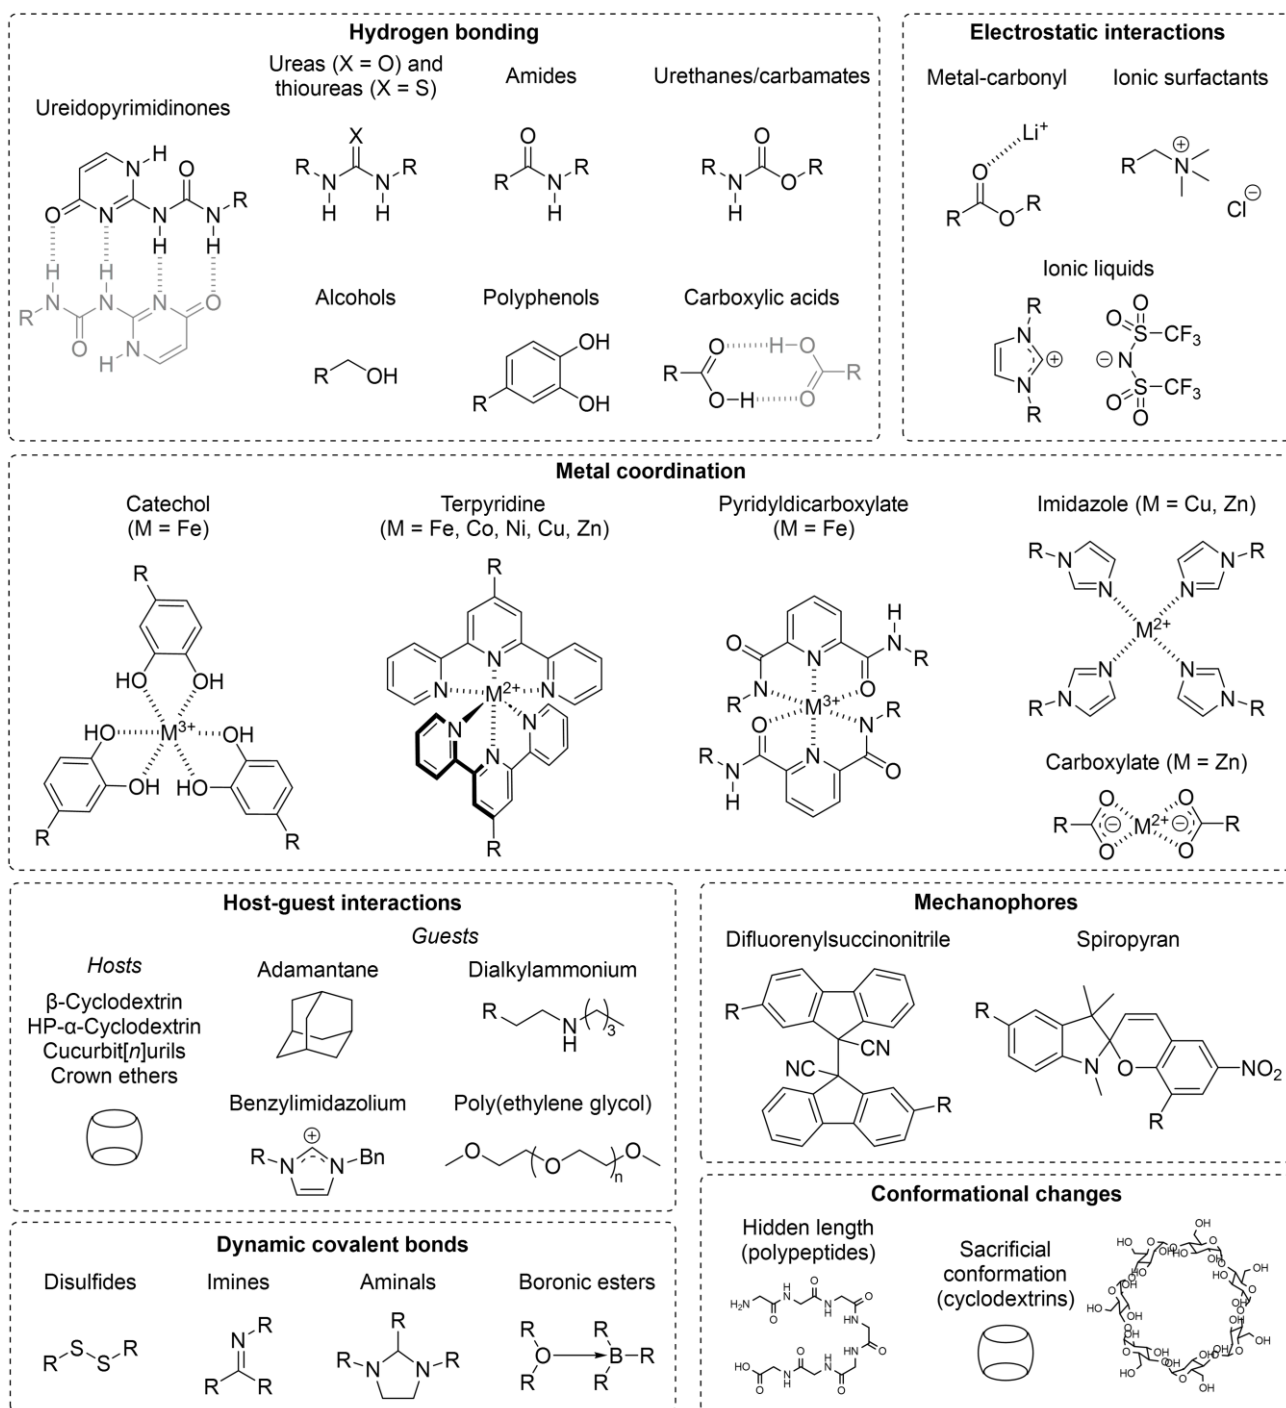 Hydrogen bonding
Ureidopyrimidinones
Ureas (X = O) and
thioureas (X = S)
Amides
Urethanes/carbamates
Alcohols
Polyphenols
Carboxylic acids
Electrostatic interactions
Metal-carbonyl
Ionic surfactants
Ionic liquids
Metal coordination
Catechol
(M = Fe)
Terpyridine
(M = Fe, Co, Ni, Cu, Zn)
Pyridyldicarboxylate
(M = Fe)
Imidazole (M = Cu, Zn)
Carboxylate (M = Zn)
Host-guest interactions
Hosts
β-Cyclodextrin
HP-α-Cyclodextrin
Cucurbit[n]urils
Crown ethers
Guests
Adamantane
Dialkylammonium
Benzylimidazolium
Poly(ethylene glycol)
Mechanophores
Difluorenylsuccinonitrile
Spiropyran
Dynamic covalent bonds
Disulfides
Imines
Aminals
Boronic esters
Conformational changes
Hidden length
(polypeptides)
Sacrificial
conformation
(cyclodextrins)